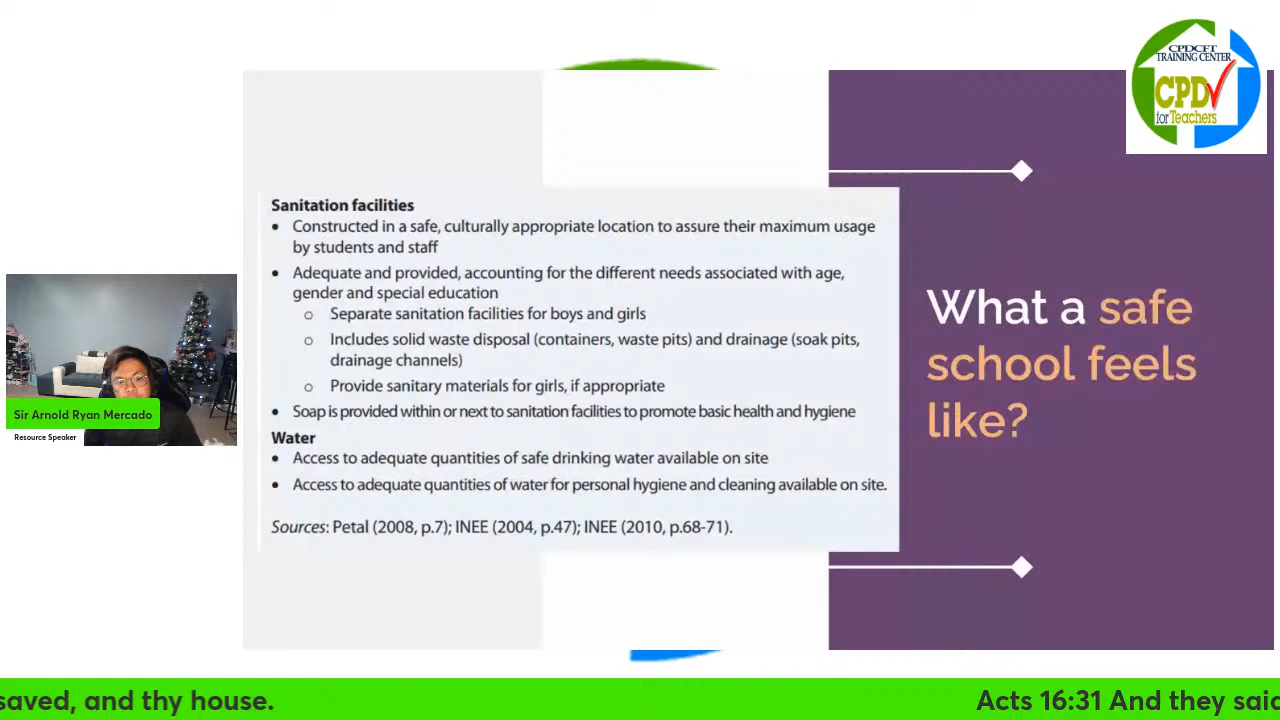 CPDCFT
TRAINING CENTER
CPD
for Teachers
Sanitation facilities
• Constructed in a safe, culturally appropriate location to assure their maximum usage
by students and staff
• Adequate and provided, accounting for the different needs associated with age,
gender and special education
o Separate sanitation facilities for boys and girls
o Includes solid waste disposal (containers, waste pits) and drainage (soak pits,
drainage channels)
o Provide sanitary materials for girls, if appropriate
• Soap is provided within or next to sanitation facilities to promote basic health and hygiene
Water
• Access to adequate quantities of safe drinking water available on site
• Access to adequate quantities of water for personal hygiene and cleaning available on site.
Sources: Petal (2008, p.7); INEE (2004, p.47); INEE (2010, p.68-71).
What a safe
school feels
like?
Sir Arnold Ryan Mercado
Resource Speaker
saved, and thy house.
Acts 16:31 And they said